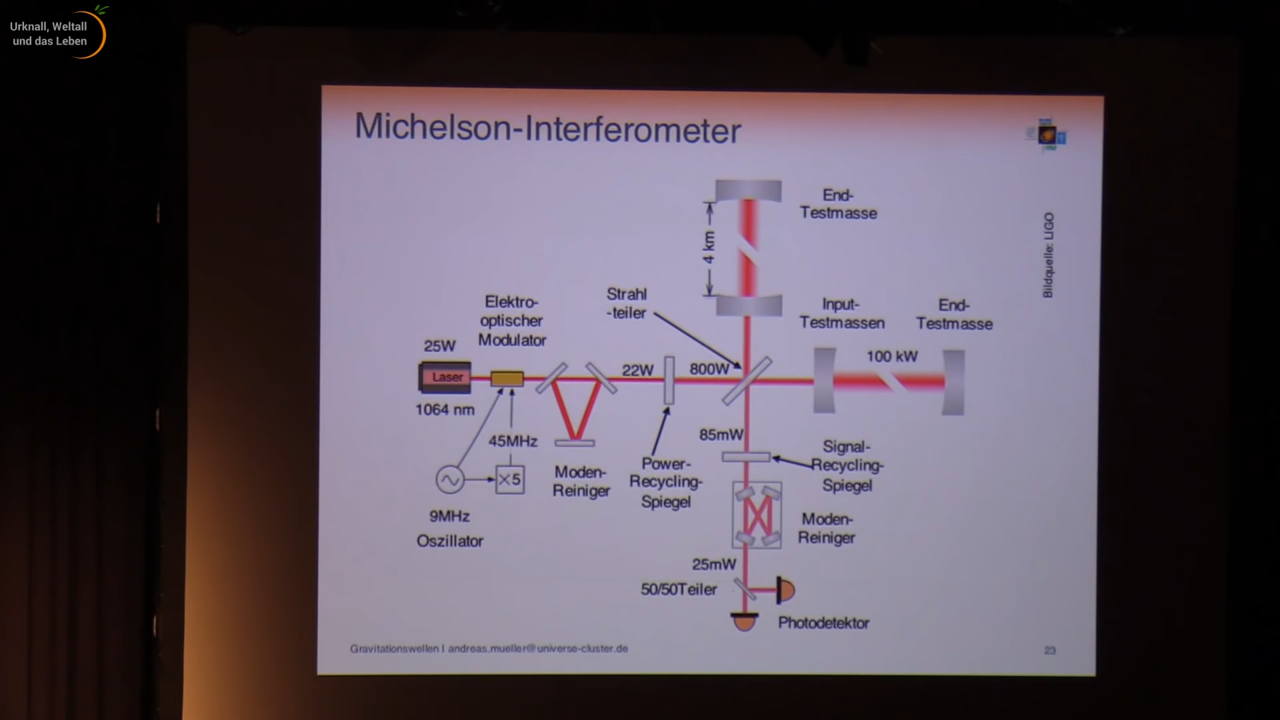 Urknall, Weltall
und das Leben
Michelson-Interferometer
End-
Testmasse
Bildquelle: LIGO
4 km
Strahl
-teiler
Elektro-
optischer
Modulator
Input-
Testmassen
End-
Testmasse
25W
Laser
1064 nm
22W
800W
100 kW
45MHz
85mW
×5
9MHz
Oszillator
Moden-
Reiniger
Power-
Recycling-
Spiegel
Signal-
Recycling-
Spiegel
Moden-
Reiniger
25mW
50/50Teiler
Photodetektor
Gravitationswellen I andreas.mueller@universe-cluster.de
23